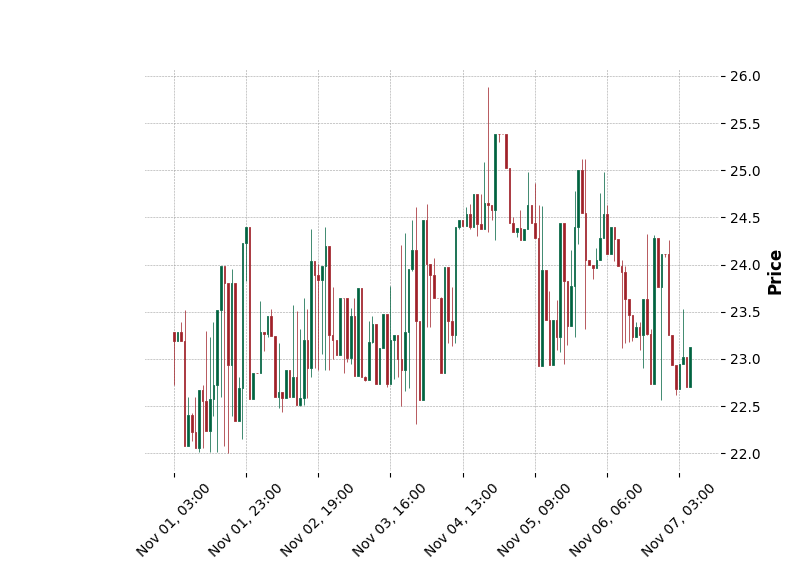 26.0
25.5
25.0
24.5
24.0
23.5
23.0
22.5
22.0
Price
Nov 01, 03:00
Nov 01, 23:00
Nov 02, 19:00
Nov 03, 16:00
Nov 04, 13:00
Nov 05, 09:00
Nov 06, 06:00
Nov 07, 03:00